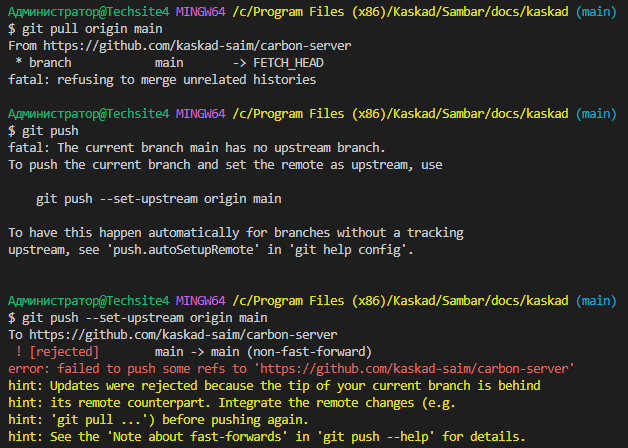 Администратор@Techsite4 MINGW64 /c/Program Files (x86)/Kaskad/Sambar/docs/kaskad (main)
$ git pull origin main
From https://github.com/kaskad-saim/carbon-server
 * branch            main       -> FETCH_HEAD
fatal: refusing to merge unrelated histories
Администратор@Techsite4 MINGW64 /c/Program Files (x86)/Kaskad/Sambar/docs/kaskad (main)
$ git push
fatal: The current branch main has no upstream branch.
To push the current branch and set the remote as upstream, use
    git push --set-upstream origin main
To have this happen automatically for branches without a tracking
upstream, see 'push.autoSetupRemote' in 'git help config'.
Администратор@Techsite4 MINGW64 /c/Program Files (x86)/Kaskad/Sambar/docs/kaskad (main)
$ git push --set-upstream origin main
To https://github.com/kaskad-saim/carbon-server
 ! [rejected]        main -> main (non-fast-forward)
error: failed to push some refs to 'https://github.com/kaskad-saim/carbon-server'
hint: Updates were rejected because the tip of your current branch is behind
hint: its remote counterpart. Integrate the remote changes (e.g.
hint: 'git pull ...') before pushing again.
hint: See the 'Note about fast-forwards' in 'git push --help' for details.